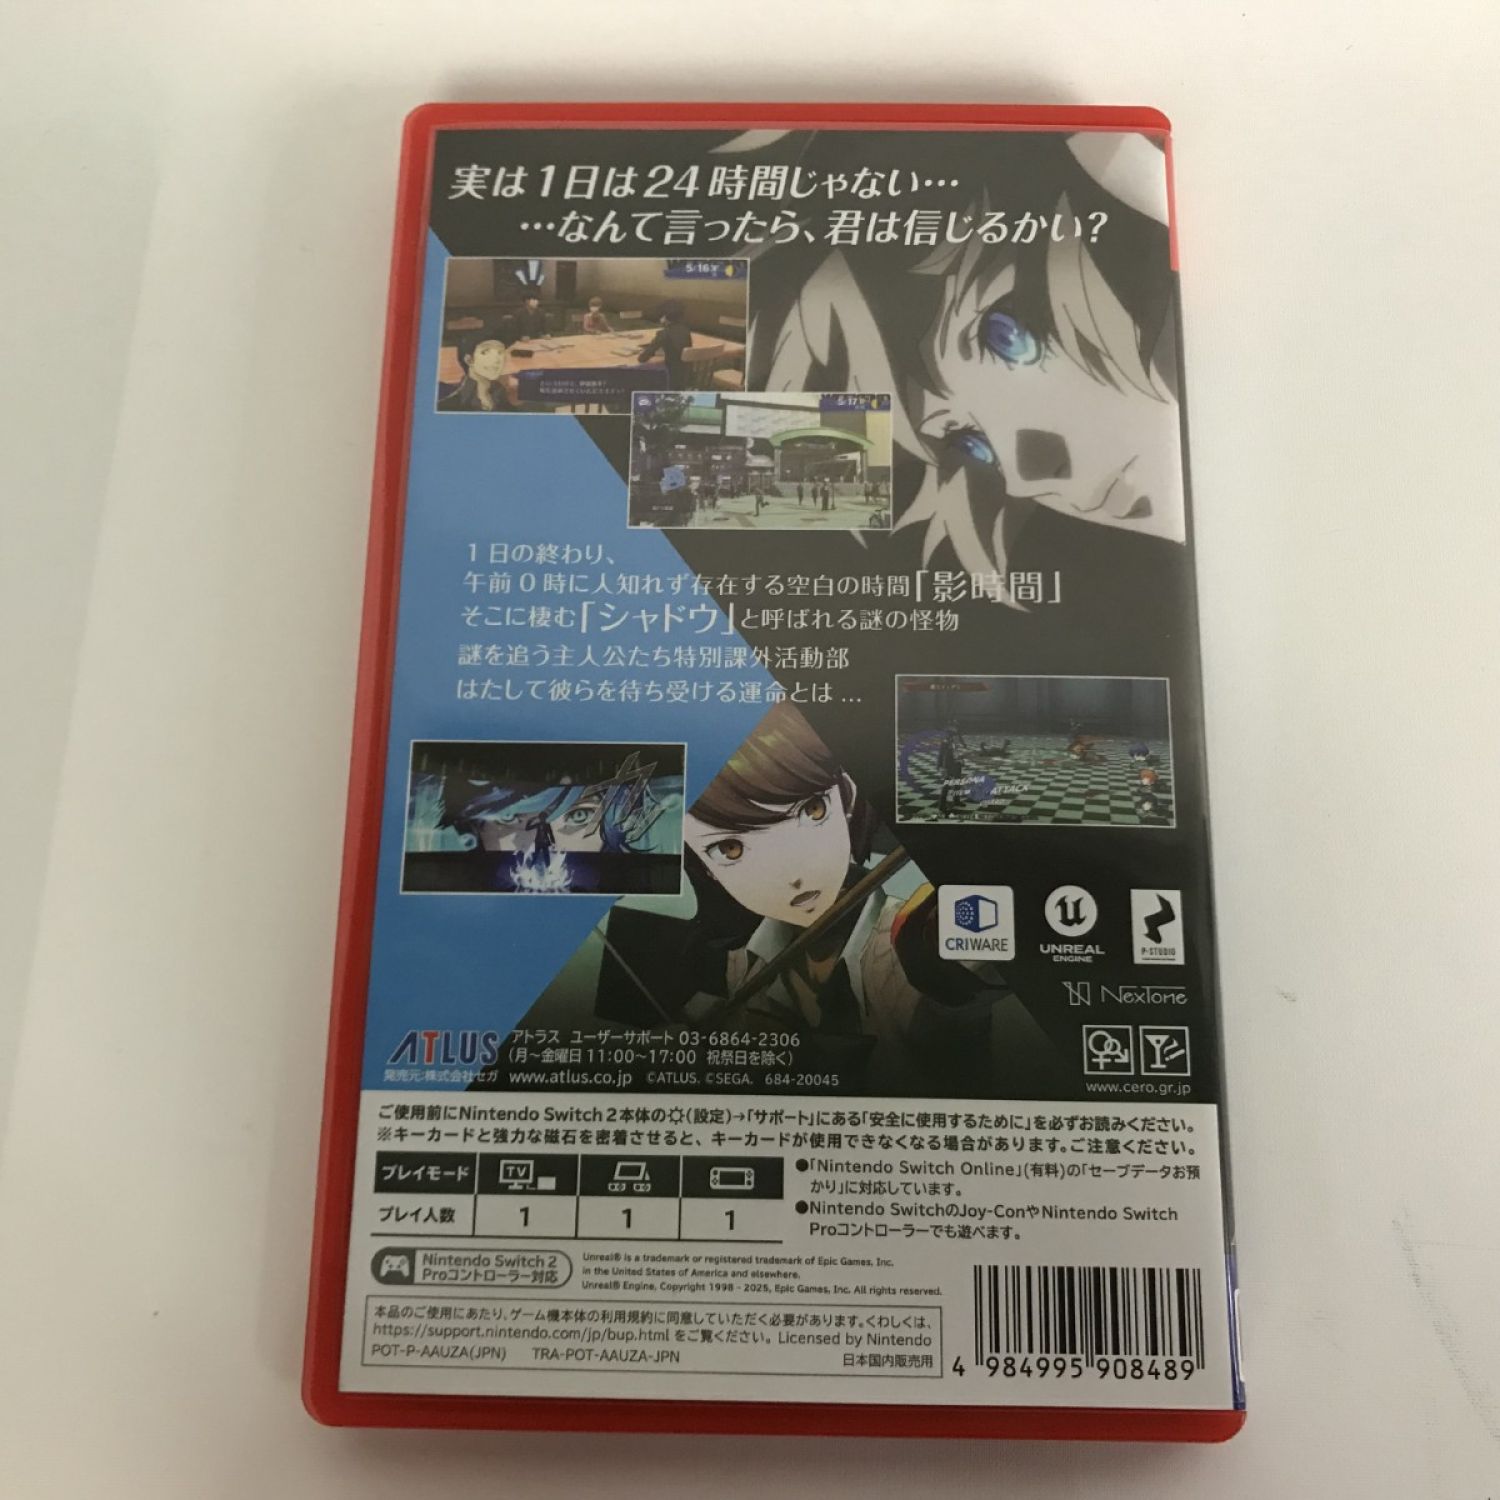 実は1日は24時間じゃない…
…なんて言ったら、君は信じるかい?
5/16
5/17
1日の終わり、
午前0時に人知れず存在する空白の時間「影時間」
そこに棲む「シャドウ」と呼ばれる謎の怪物
謎を追う主人公たち特別課外活動部
はたして彼らを待ち受ける運命とは…
カッ
PERSONA
ITEM ATTACK
CRIWARE
UNREAL
ENGINE
P-STUDIO
NexTone
ATLUS
発売元:株式会社セガ
アトラス ユーザーサポート 03-6864-2306
(月~金曜日11:00~17:00 祝祭日を除く)
www.atlus.co.jp ©ATLUS. ©SEGA. 684-20045
www.cero.gr.jp
ご使用前にNintendo Switch 2本体の(設定)→「サポート」にある「安全に使用するために」を必ずお読みください。
※キーカードと強力な磁石を密着させると、キーカードが使用できなくなる場合があります。ご注意ください。
プレイモード TV
プレイ人数 1 1 1
●「Nintendo Switch Online」(有料)の「セーブデータお預
かり」に対応しています。
●Nintendo SwitchのJoy-ConやNintendo Switch
Proコントローラーでも遊べます。
Nintendo Switch 2
Proコントローラー対応
Unreal® is a trademark or registered trademark of Epic Games, Inc.
in the United States of America and elsewhere.
Unreal® Engine, Copyright 1998 - 2025, Epic Games, Inc. All rights reserved.
本品のご使用にあたり、ゲーム機本体の利用規約に同意していただく必要があります。くわしくは、
https://support.nintendo.com/jp/bup.html をご覧ください。Licensed by Nintendo
POT-P-AAUZA(JPN) TRA-POT-AAUZA-JPN 日本国内販売用
4 984995 908489